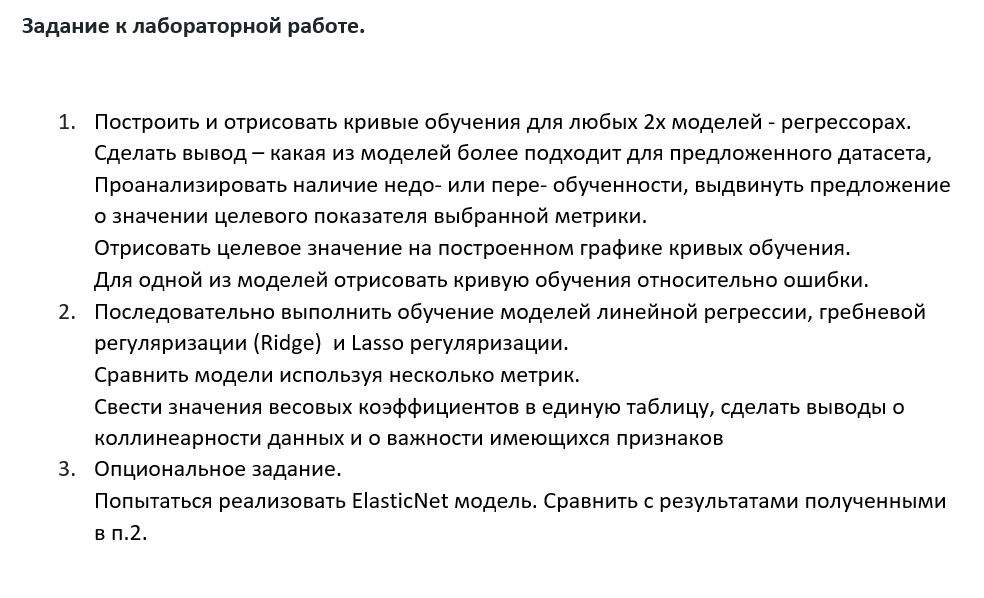 Задание к лабораторной работе.
1. Построить и отрисовать кривые обучения для любых 2х моделей - регрессорах.
Сделать вывод – какая из моделей более подходит для предложенного датасета,
Проанализировать наличие недо- или пере- обученности, выдвинуть предложение
о значении целевого показателя выбранной метрики.
Отрисовать целевое значение на построенном графике кривых обучения.
Для одной из моделей отрисовать кривую обучения относительно ошибки.
2. Последовательно выполнить обучение моделей линейной регрессии, гребневой
регуляризации (Ridge) и Lasso регуляризации.
Сравнить модели используя несколько метрик.
Свести значения весовых коэффициентов в единую таблицу, сделать выводы о
коллинеарности данных и о важности имеющихся признаков
3. Опциональное задание.
Попытаться реализовать ElasticNet модель. Сравнить с результатами полученными
в п.2.